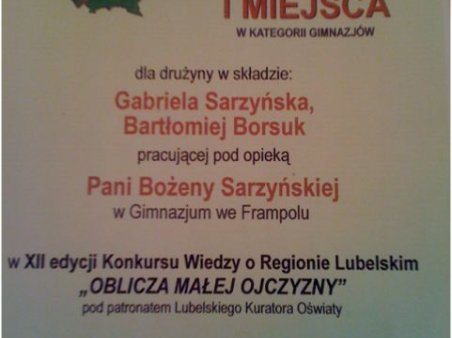 I MIEJSCA
W KATEGORII GIMNAZJÓW
dla drużyny w składzie:
Gabriela Sarzyńska,
Bartłomiej Borsuk
pracującej pod opieką
Pani Bożeny Sarzyńskiej
w Gimnazjum we Frampolu
w XII edycji Konkursu Wiedzy o Regionie Lubelskim
„OBLICZA MAŁEJ OJCZYZNY”
pod patronatem Lubelskiego Kuratora Oświaty